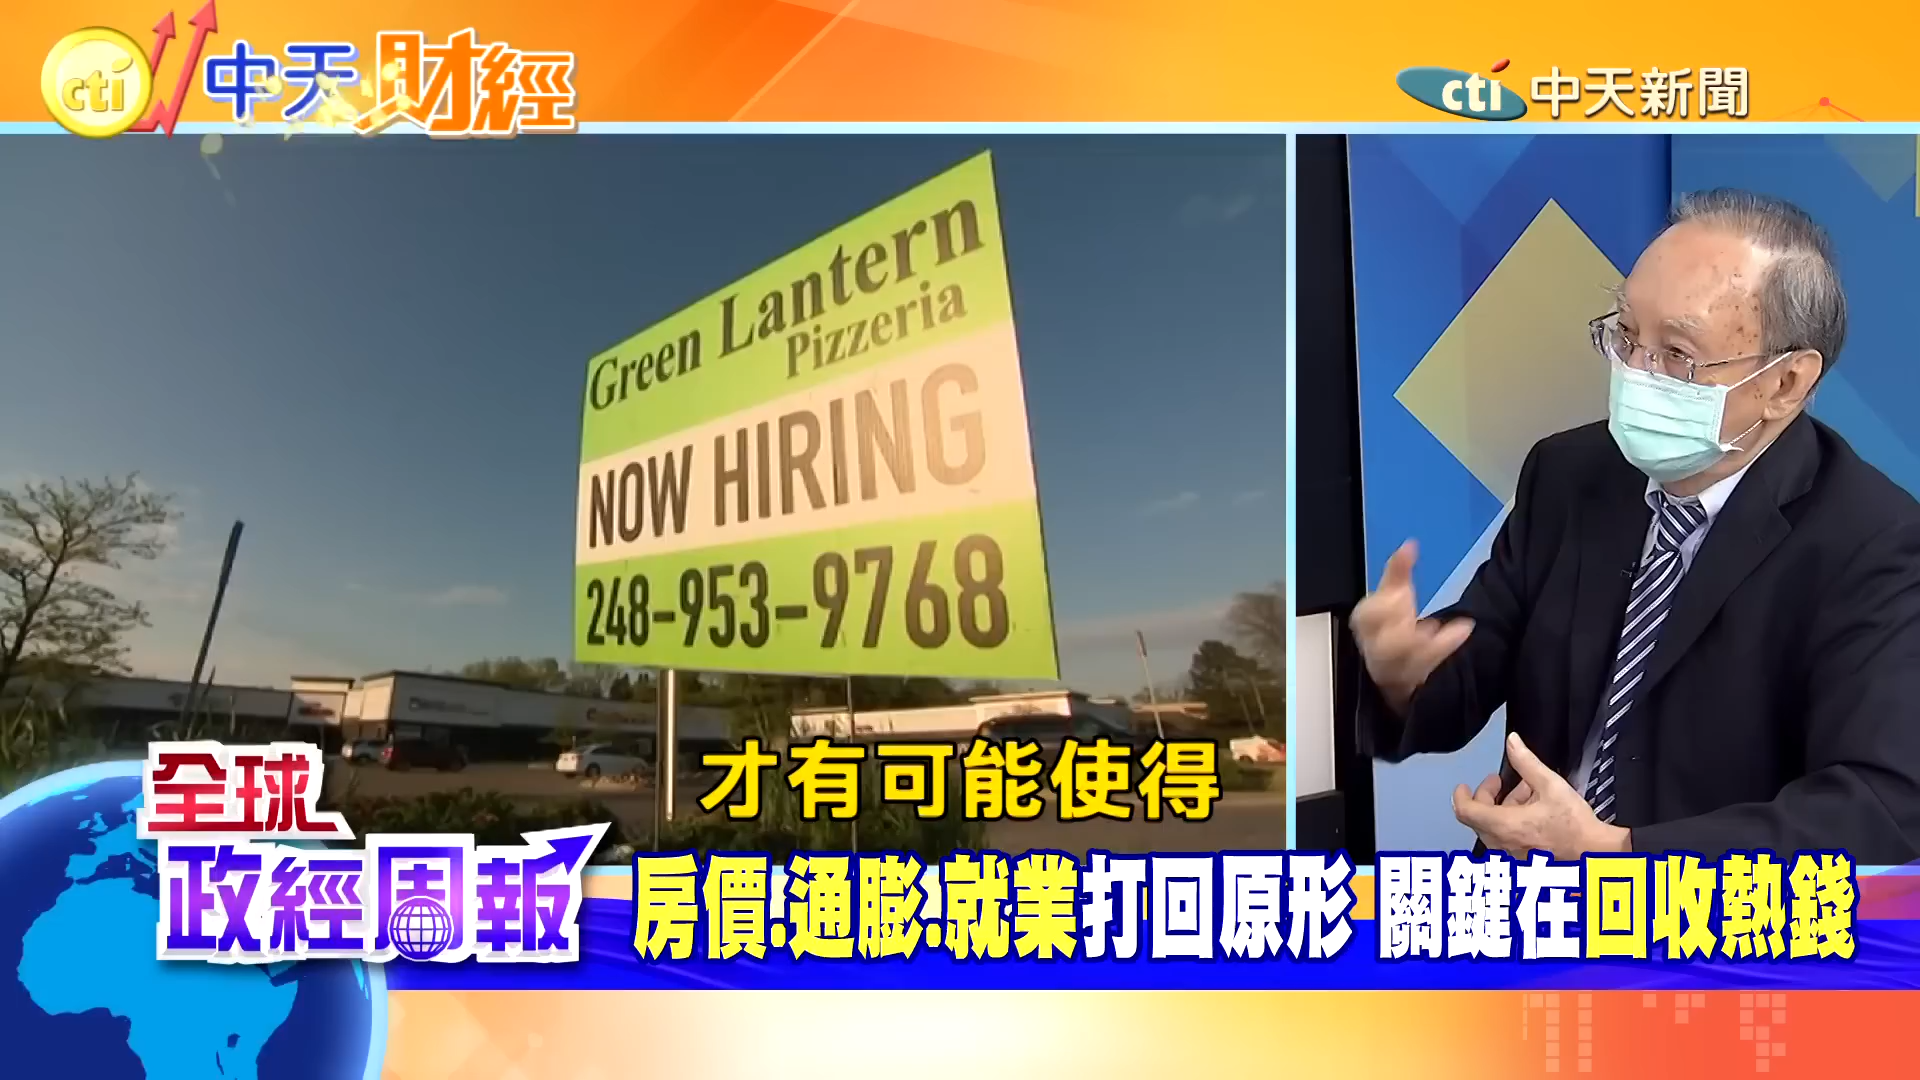 cti 中天財經
cti 中天新聞
Green Lantern
Pizzeria
NOW HIRING
248-953-9768
才有可能使得
全球
政經周報
房價.通膨.就業打回原形 關鍵在回收熱錢